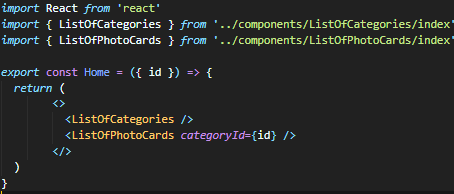 import React from 'react'
import { ListOfCategories } from '../components/ListOfCategories/index'
import { ListOfPhotoCards } from '../components/ListOfPhotoCards/index'
export const Home = ({ id }) => {
return (
<>
<ListOfCategories />
<ListOfPhotoCards categoryId={id} />
</>
)
}